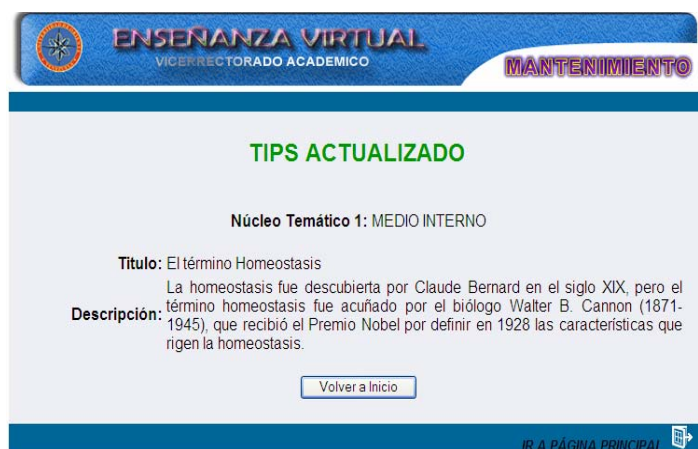 ENSEÑANZA VIRTUAL
VICERRECTORADO ACADEMICO
MANTENIMIENTO
TIPS ACTUALIZADO
Núcleo Temático 1: MEDIO INTERNO
Titulo: El término Homeostasis
Descripción: La homeostasis fue descubierta por Claude Bernard en el siglo XIX, pero el
término homeostasis fue acuñado por el biólogo Walter B. Cannon (1871-
1945), que recibió el Premio Nobel por definir en 1928 las características que
rigen la homeostasis.
Volver a Inicio
IR A PÁGINA PRINCIPAL